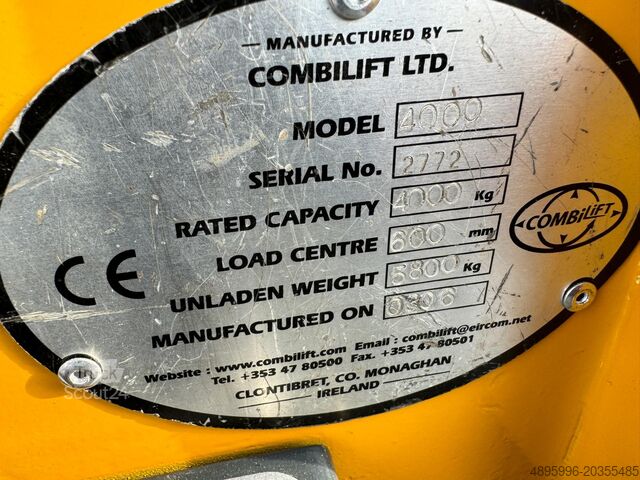 MANUFACTURED BY
COMBILIFT LTD.
MODEL 4000
SERIAL No. 2772
RATED CAPACITY 4000 Kg
LOAD CENTRE 600 mm
COMBiLiFT
UNLADEN WEIGHT 5800 Kg
CE
MANUFACTURED ON
Website : www.combilift.com Email : combilift@eircom.net
Tel. +353 47 80500 Fax. +353 47 80501
CLONTIBRET, CO. MONAGHAN
IRELAND
Truck
Scout24
4895996-20355485